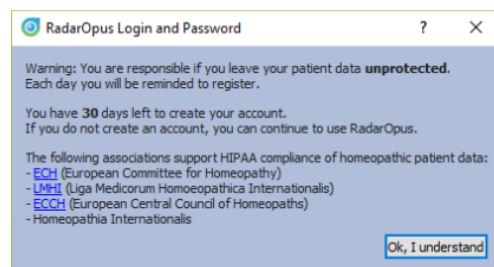 RadarOpus Login and Password
Warning: You are responsible if you leave your patient data unprotected.
Each day you will be reminded to register.
You have 30 days left to create your account.
If you do not create an account, you can continue to use RadarOpus.
The following associations support HIPAA compliance of homeopathic patient data:
- ECH (European Committee for Homeopathy)
- LMHI (Liga Medicorum Homoeopathica Internationalis)
- ECCH (European Central Council of Homeopaths)
- Homeopathia Internationalis
Ok, I understand